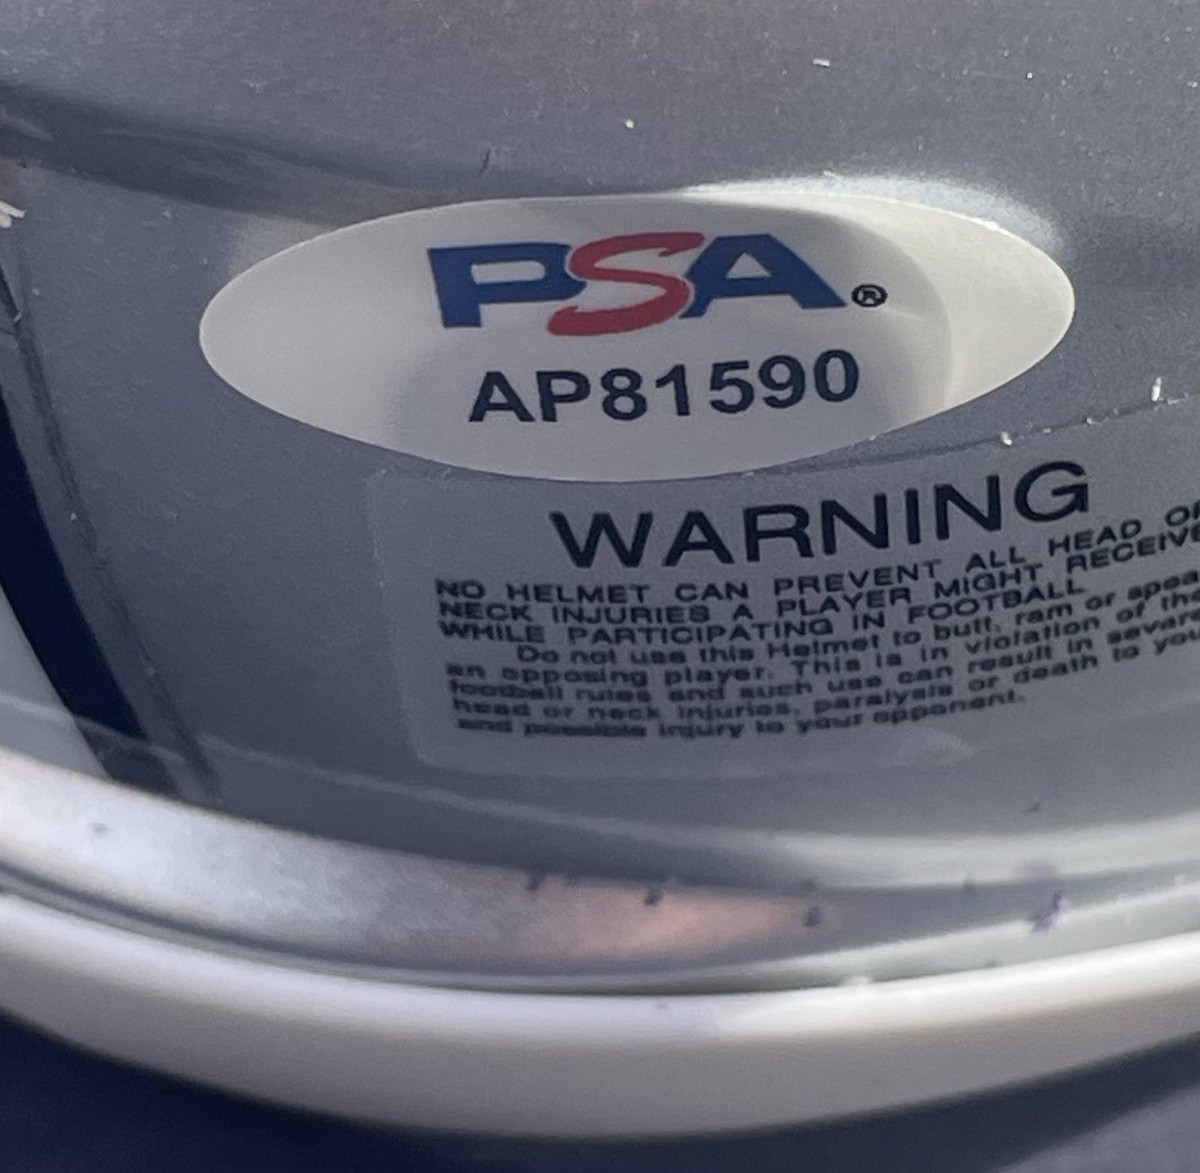 PSA®
AP81590
WARNING
NO HELMET CAN PREVENT ALL HEAD OR
NECK INJURIES A PLAYER MIGHT RECEIVE
WHILE PARTICIPATING IN FOOTBALL
Do not use this Helmet to butt, ram or spea
an opposing player. This is in violation of the
football rules and such use can result in severe
head or neck injuries, paralysis or death to you
and possible injury to your opponent.